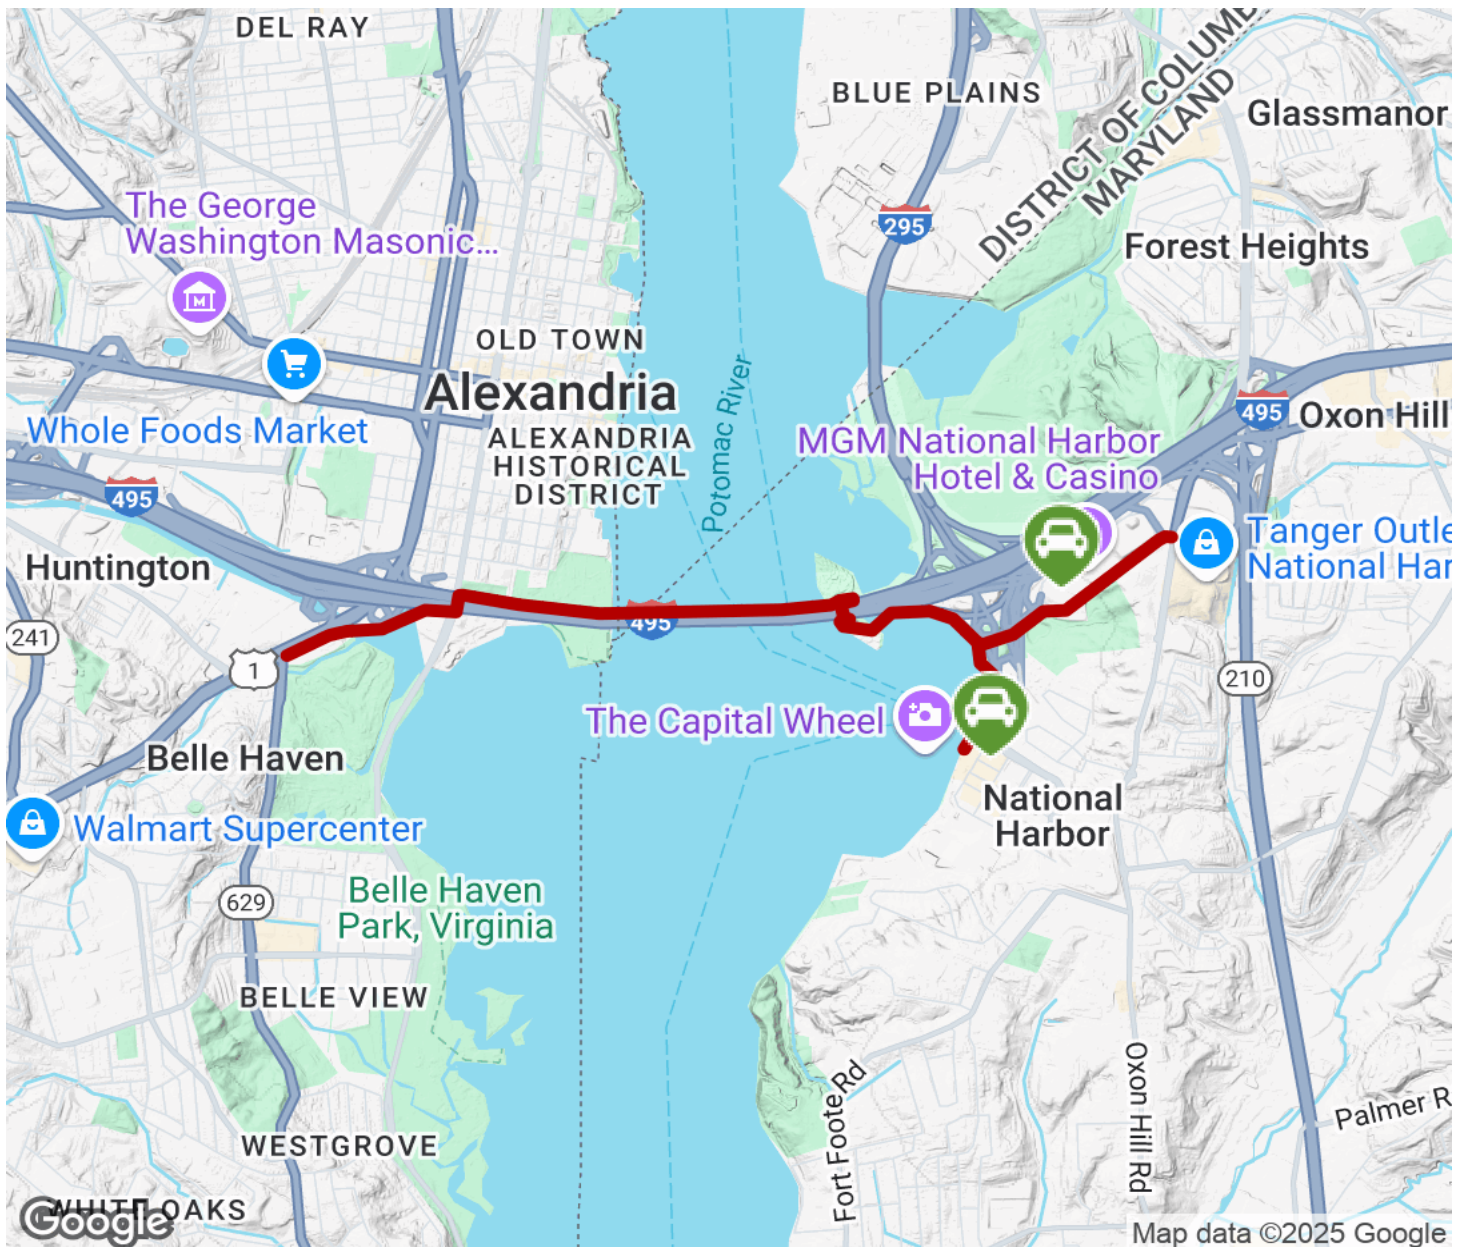 DEL RAY
BLUE PLAINS
DISTRICT OF
MARYLAND
Glassmanor
The George
Washington Masonic...
295
Forest Heights
OLD TOWN
Alexandria
Whole Foods Market
ALEXANDRIA
HISTORICAL
DISTRICT
Potomac River
MGM National Harbor
Hotel & Casino
495
Oxon Hill
495
Huntington
Tanger
National
241
495
1
210
The Capital Wheel
Belle Haven
National
Harbor
Walmart Supercenter
629
Belle Haven
Park, Virginia
BELLE VIEW
WESTGROVE
Fort Foote Rd
Oxon Hill Rd
Palmer R
OAKS
Google
Map data ©2025 Google